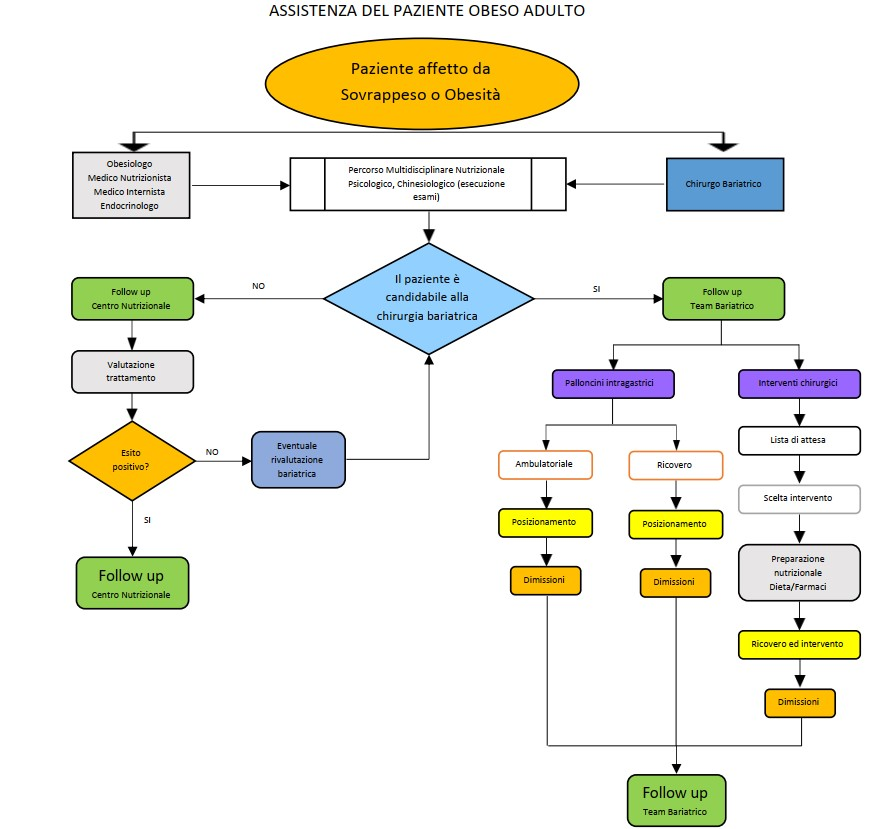 ASSISTENZA DEL PAZIENTE OBESO ADULTO
Paziente affetto da
Sovrappeso o Obesità
Obesiologo
Medico Nutrizionista
Medico Internista
Endocrinologo
Percorso Multidisciplinare Nutrizionale
Psicologico, Chinesiologico (esecuzione
esami)
Chirurgo Bariatrico
Il paziente è
candidabile alla
chirurgia bariatrica
NO
SI
Follow up
Centro Nutrizionale
Valutazione
trattamento
Esito
positivo?
NO
Eventuale
rivalutazione
bariatrica
SI
Follow up
Centro Nutrizionale
Follow up
Team Bariatrico
Palloncini intragastrici
Interventi chirurgici
Ambulatoriale
Posizionamento
Dimissioni
Ricovero
Posizionamento
Dimissioni
Lista di attesa
Scelta intervento
Preparazione
nutrizionale
Dieta/Farmaci
Ricovero ed intervento
Dimissioni
Follow up
Team Bariatrico